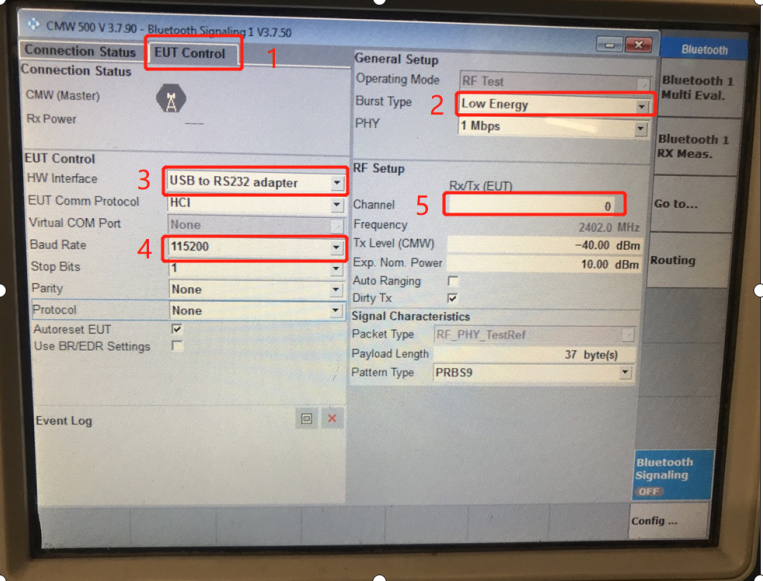 CMW 500 V 3.7.90 - Bluetooth Signaling 1 V3.7.50
Connection Status
EUT Control
1
Bluetooth
Connection Status
CMW (Master)
Rx Power
---
General Setup
Operating Mode
RF Test
Burst Type
2
Low Energy
PHY
1 Mbps
Bluetooth 1
Multi Eval.
Bluetooth 1
RX Meas.
Go to...
Routing
EUT Control
HW Interface
3
USB to RS232 adapter
EUT Comm Protocol
HCI
Virtual COM Port
None
Baud Rate
4
115200
Stop Bits
1
Parity
None
Protocol
None
Autoreset EUT
Use BR/EDR Settings
RF Setup
Rx/Tx (EUT)
5
Channel
0
Frequency
2402.0 MHz
Tx Level (CMW)
-40.00 dBm
Exp. Nom. Power
10.00 dBm
Auto Ranging
Dirty Tx
Signal Characteristics
Packet Type
RF_PHY_TestRef
Payload Length
37 byte(s)
Pattern Type
PRBS9
Event Log
Bluetooth
Signaling
OFF
Config ...